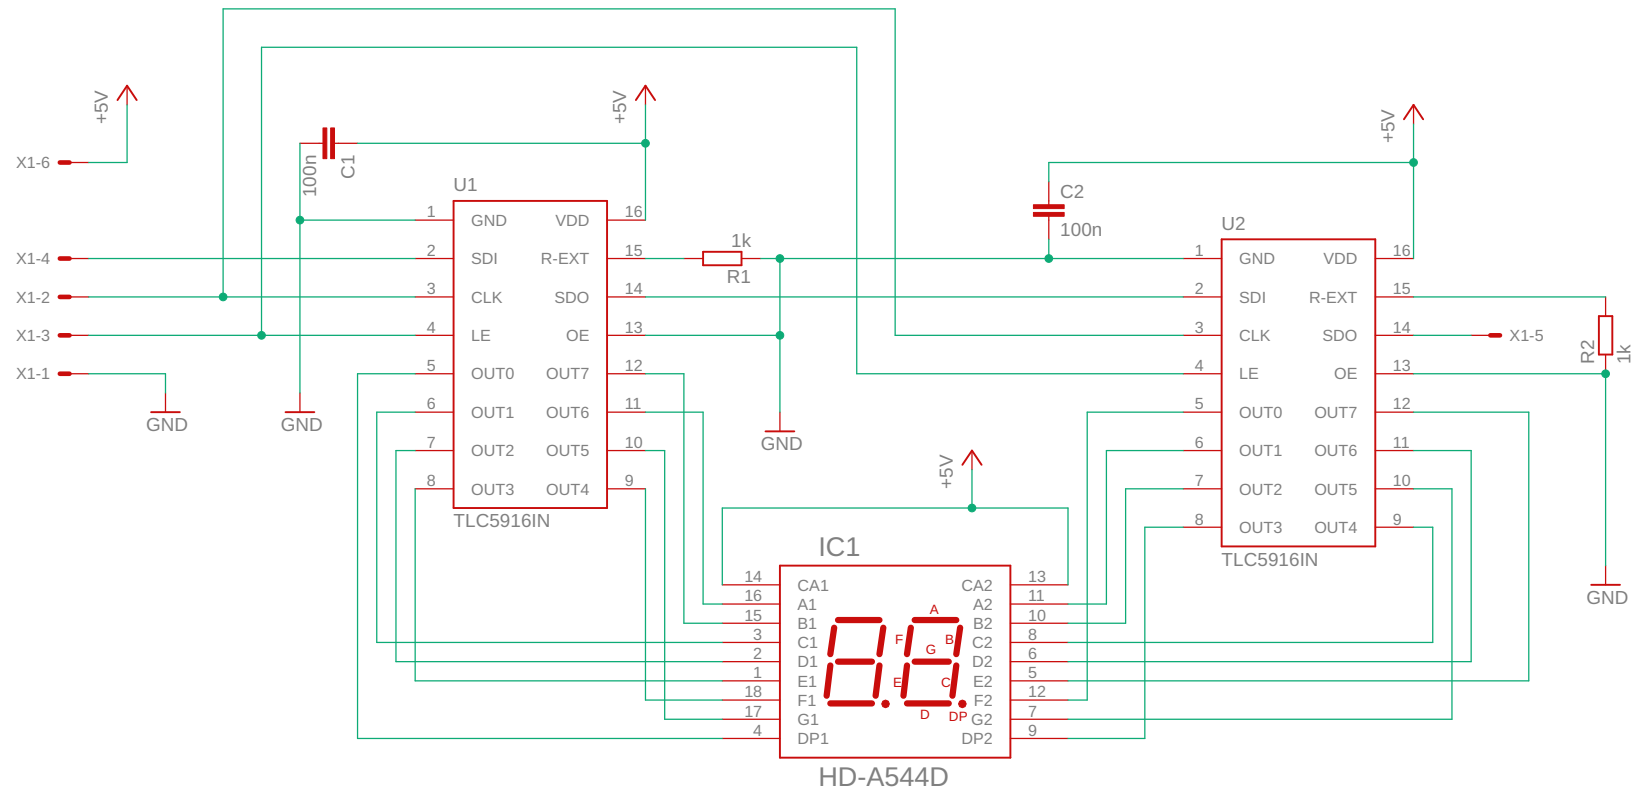 +5V
X1-6
X1-4
X1-2
X1-3
X1-1
GND
100n
C1
GND
+5V
U1
1 GND VDD 16
2 SDI R-EXT 15
3 CLK SDO 14
4 LE OE 13
5 OUT0 OUT7 12
6 OUT1 OUT6 11
7 OUT2 OUT5 10
8 OUT3 OUT4 9
TLC5916IN
1k
R1
GND
C2
100n
+5V
U2
1 GND VDD 16
2 SDI R-EXT 15
3 CLK SDO 14
4 LE OE 13
5 OUT0 OUT7 12
6 OUT1 OUT6 11
7 OUT2 OUT5 10
8 OUT3 OUT4 9
TLC5916IN
X1-5
R2
1k
GND
+5V
IC1
14 CA1 CA2 13
16 A1 A A2 11
15 B1 F B B2 10
3 C1 G C2 8
2 D1 D2 6
1 E1 E C E2 5
18 F1 F2 12
17 G1 D DP G2 7
4 DP1 DP2 9
HD-A544D